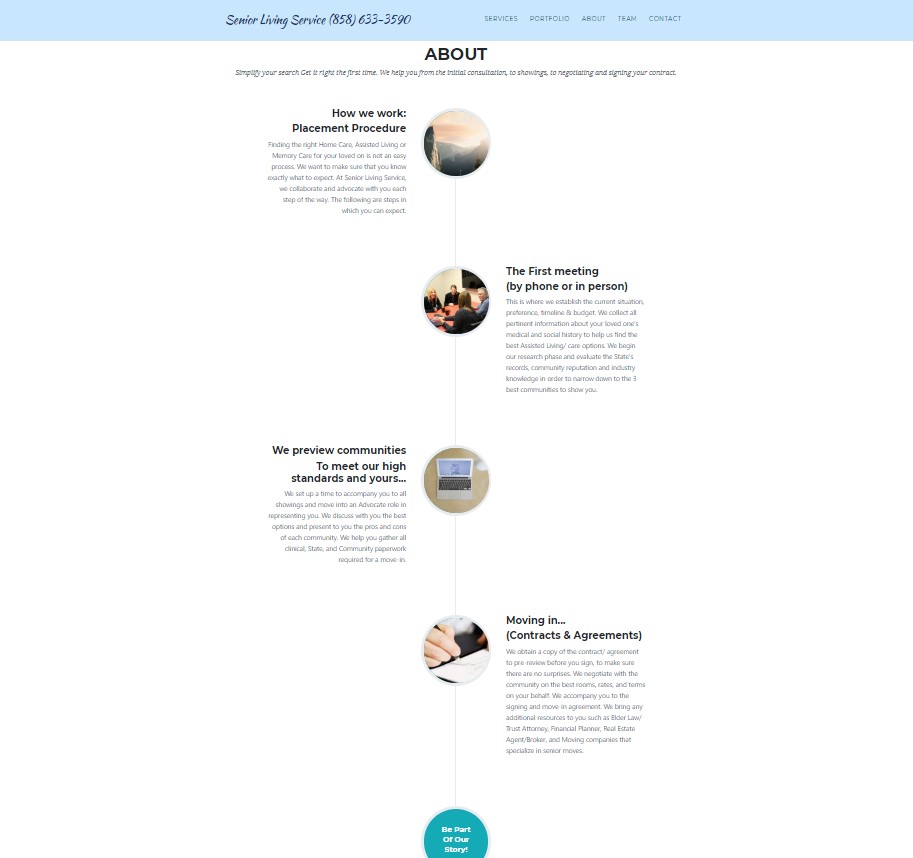 Senior Living Service (858) 633-3590
SERVICES PORTFOLIO ABOUT TEAM CONTACT
ABOUT
Simplify your search Get it right the first time. We help you from the initial consultation, to showings, to negotiating and signing your contract.
How we work:
Placement Procedure
Finding the right Home Care, Assisted Living or
Memory Care for your loved on is not an easy
process. We want to make sure that you know
exactly what to expect. At Senior Living Service,
we collaborate and advocate with you each
step of the way. The following are steps in
which you can expect.
The First meeting
(by phone or in person)
This is where we establish the current situation,
preference, timeline & budget. We collect all
pertinent information about your loved one's
medical and social history to help us find the
best Assisted Living/ care options. We begin
our research phase and evaluate the State's
records, community reputation and industry
knowledge in order to narrow down to the 3
best communities to show you.
We preview communities
To meet our high
standards and yours...
We set up a time to accompany you to all
showings and move into an Advocate role in
representing you. We discuss with you the best
options and present to you the pros and cons
of each community. We help you gather all
clinical, State, and Community paperwork
required for a move-in.
Moving in...
(Contracts & Agreements)
We obtain a copy of the contract/ agreement
to pre-review before you sign, to make sure
there are no surprises. We negotiate with the
community on the best rooms, rates, and terms
on your behalf. We accompany you to the
signing and move-in agreement. We bring any
additional resources to you such as Elder Law/
Trust Attorney, Financial Planner, Real Estate
Agent/Broker, and Moving companies that
specialize in senior moves.
Be Part
Of Our
Story!